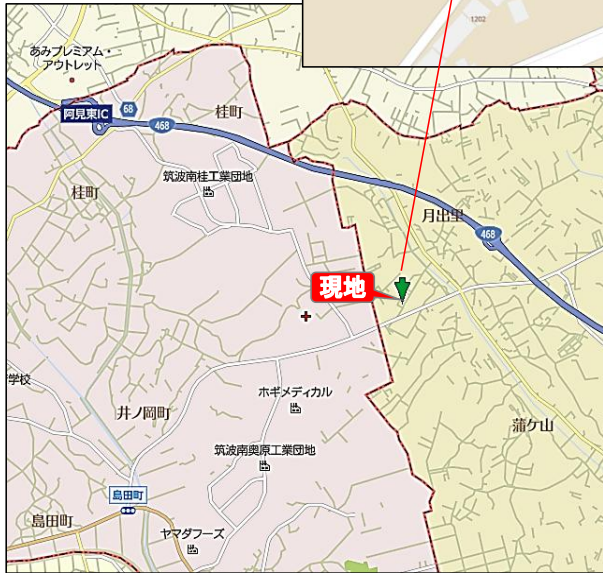 1202
あみプレミアム・
アウトレット
68
桂町
阿見東IC
468
筑波南桂工業団地
桂町
月出里
468
現地
学校
ホギメディカル
井ノ岡町
蒲ケ山
筑波南奥原工業団地
島田町
島田町
ヤマダフーズ